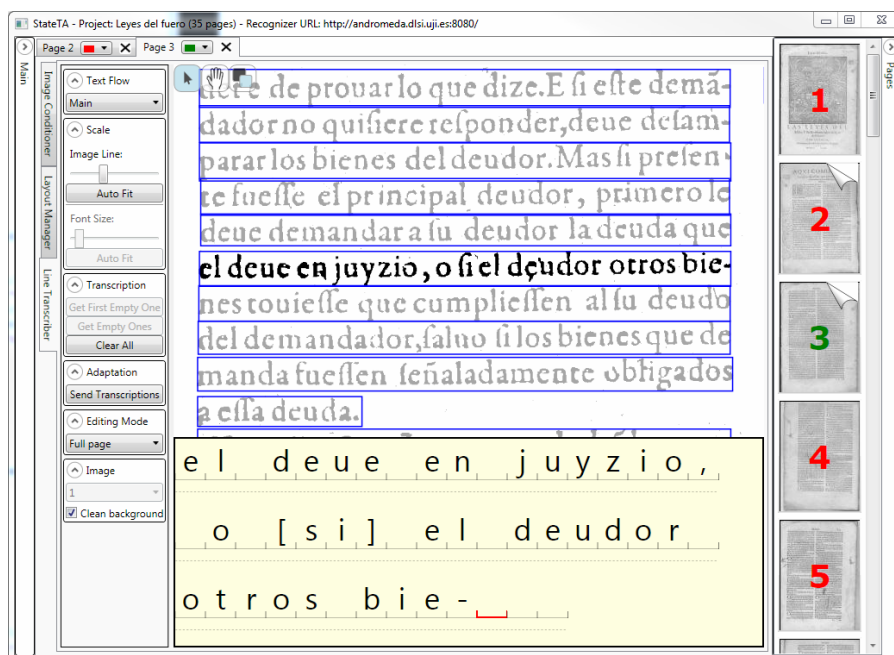 StateTA - Project: Leyes del fuero (35 pages) - Recognizer URL: http://andromeda.dlsi.uji.es:8080/
Main
Page 2
Page 3
Pages
Image Conditioner
Layout Manager
Line Transcriber
Text Flow
Main
Scale
Image Line:
Auto Fit
Font Size:
Auto Fit
Transcription
Get First Empty One
Get Empty Ones
Clear All
Adaptation
Send Transcriptions
Editing Mode
Full page
Image
1
Clean background
de prouar lo que dize.E ſi eſte demã-
dador no quiſiere reſponder,deue deſam-
parar los bienes del deudor.Mas ſi preſen-
te fueſſe el principal deudor, primero le
deue demandar a ſu deudor la deuda que
el deue en juyzio, o ſi el deudor otros bie-
nes touieſſe que cumplieſſen al ſu deudo
del demandador,ſaluo ſi los bienes que de
manda fueſſen ſeñaladamente obligados
a eſſa deuda.
el deue en juyzio,
o [si] el deudor
otros bie-
1
2
3
4
5